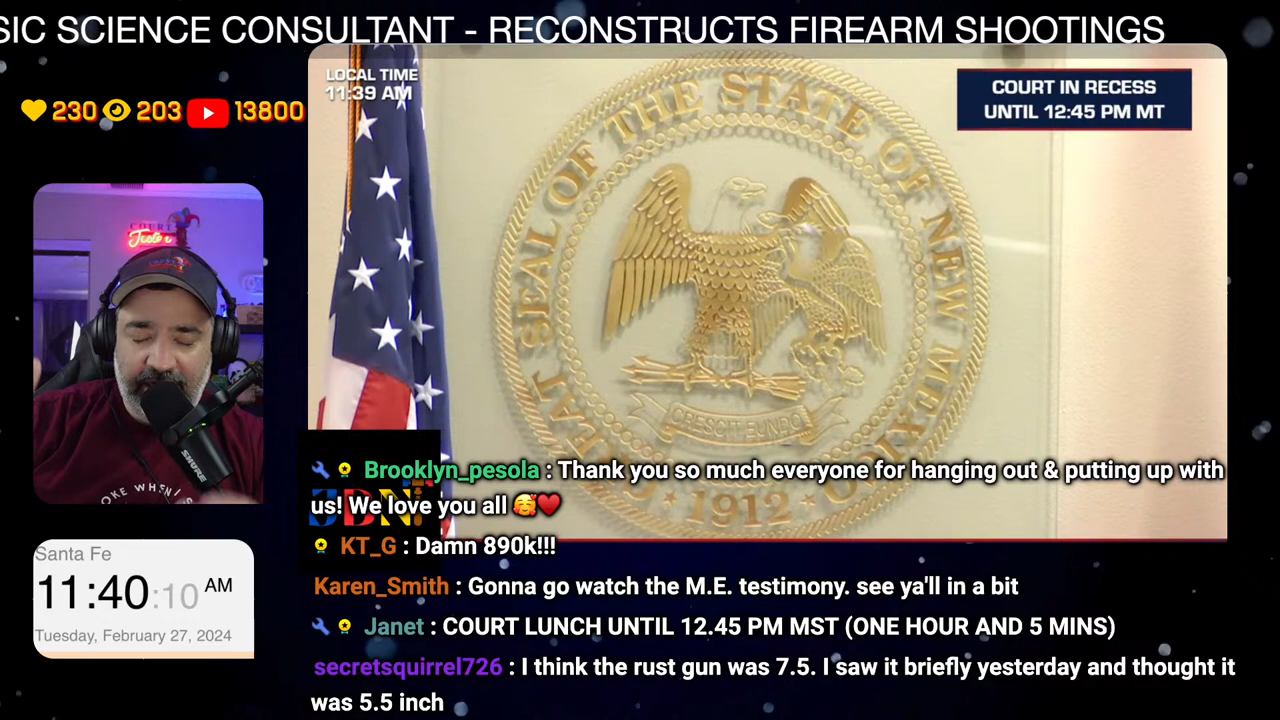 SIC SCIENCE CONSULTANT - RECONSTRUCTS FIREARM SHOOTINGS
LOCAL TIME
11:39 AM
COURT IN RECESS
UNTIL 12:45 PM MT
230 203 13800
GREAT SEAL OF THE STATE OF NEW MEXICO
CRESCIT EUNDO
1912
COURT
Jester
OKE WHEN I
SHURE
Brooklyn_pesola : Thank you so much everyone for hanging out & putting up with
us! We love you all 🥰♥️
KT_G : Damn 890k!!!
Karen_Smith : Gonna go watch the M.E. testimony. see ya'll in a bit
Janet : COURT LUNCH UNTIL 12.45 PM MST (ONE HOUR AND 5 MINS)
secretsquirrel726 : I think the rust gun was 7.5. I saw it briefly yesterday and thought it
was 5.5 inch
Santa Fe
11:40:10 AM
Tuesday, February 27, 2024